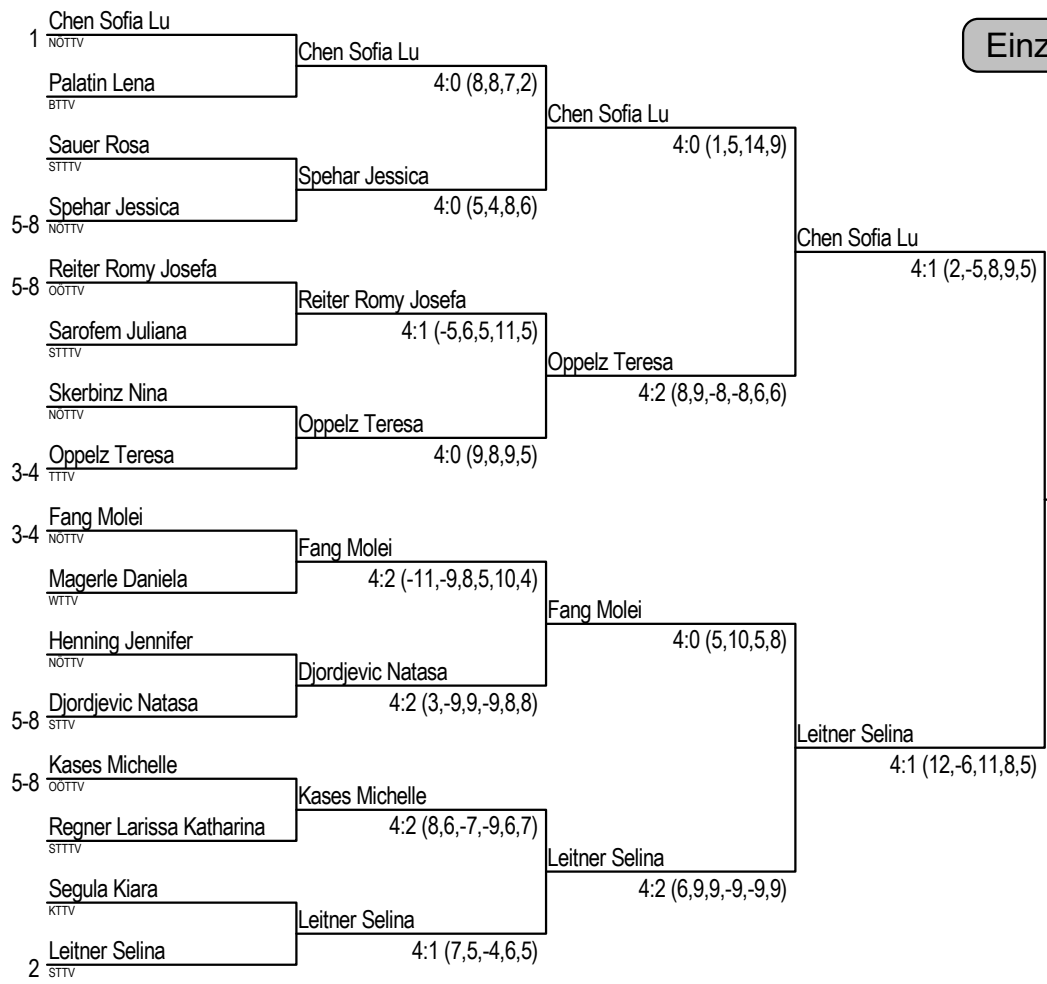 Chen Sofia Lu
1
NÖTTV
Chen Sofia Lu
Einz
Palatin Lena
4:0 (8,8,7,2)
BTTV
Chen Sofia Lu
Sauer Rosa
4:0 (1,5,14,9)
STTTV
Spehar Jessica
Spehar Jessica
4:0 (5,4,8,6)
5-8
NÖTTV
Chen Sofia Lu
Reiter Romy Josefa
4:1 (2,-5,8,9,5)
5-8
OÖTTV
Reiter Romy Josefa
Sarofem Juliana
4:1 (-5,6,5,11,5)
STTTV
Oppelz Teresa
Skerbinz Nina
4:2 (8,9,-8,-8,6,6)
NÖTTV
Oppelz Teresa
Oppelz Teresa
4:0 (9,8,9,5)
3-4
TTTV
Fang Molei
3-4
NÖTTV
Fang Molei
Magerle Daniela
4:2 (-11,-9,8,5,10,4)
WTTV
Fang Molei
Henning Jennifer
4:0 (5,10,5,8)
NÖTTV
Djordjevic Natasa
Djordjevic Natasa
4:2 (3,-9,9,-9,8,8)
5-8
STTV
Leitner Selina
Kases Michelle
4:1 (12,-6,11,8,5)
5-8
OÖTTV
Kases Michelle
Regner Larissa Katharina
4:2 (8,6,-7,-9,6,7)
STTTV
Leitner Selina
Segula Kiara
4:2 (6,9,9,-9,-9,9)
KTTV
Leitner Selina
Leitner Selina
4:1 (7,5,-4,6,5)
2
STTV